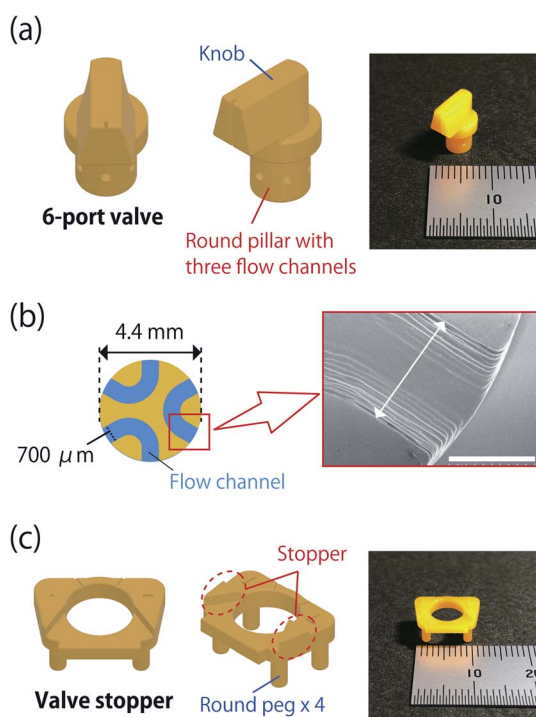 (a)
Knob
6-port valve
Round pillar with
three flow channels
10
(b)
4.4 mm
700 μm
Flow channel
(c)
Stopper
Valve stopper
Round peg x 4
10
20